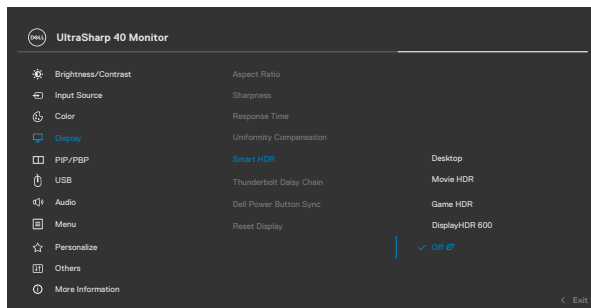 DELL UltraSharp 40 Monitor
Brightness/Contrast
Input Source
Color
Display
PIP/PBP
USB
Audio
Menu
Personalize
Others
More Information
Aspect Ratio
Sharpness
Response Time
Uniformity Compensation
Smart HDR
Thunderbolt Daisy Chain
Dell Power Button Sync
Reset Display
Desktop
Movie HDR
Game HDR
DisplayHDR 600
Off
Exit